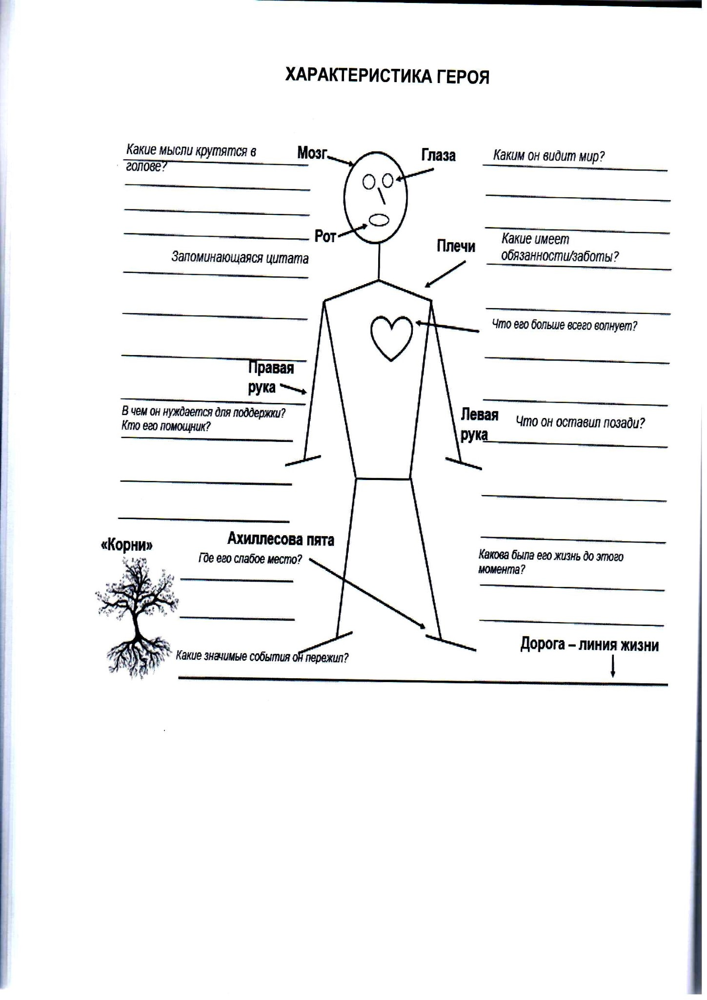 ХАРАКТЕРИСТИКА ГЕРОЯ
Какие мысли крутятся в
голове?
Мозг
Глаза
Каким он видит мир?
Рот
Запоминающаяся цитата
Плечи
Какие имеет
обязанности/заботы?
Что его больше всего волнует?
Правая
рука
В чем он нуждается для поддержки?
Кто его помощник?
Левая
рука
Что он оставил позади?
«Корни»
Ахиллесова пята
Где его слабое место?
Какова была его жизнь до этого
момента?
Дорога – линия жизни
Какие значимые события он пережил?